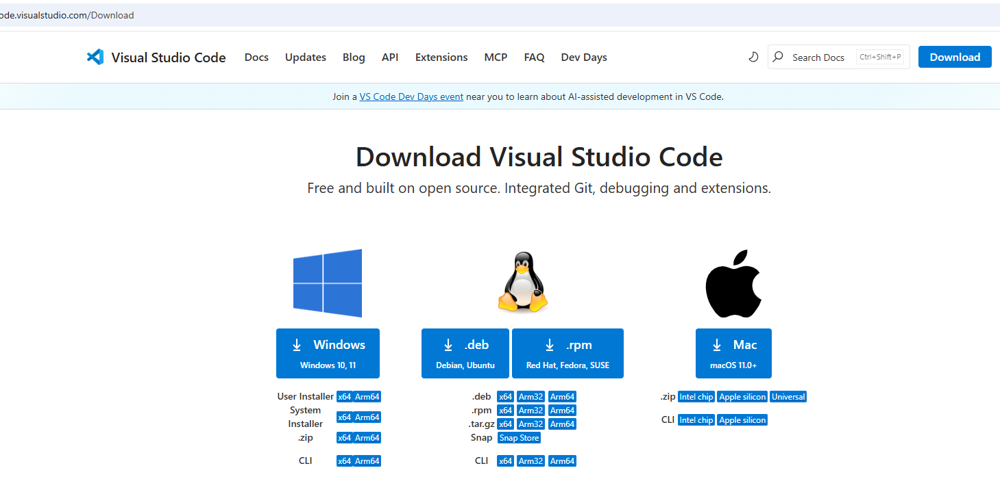 ode.visualstudio.com/Download
Visual Studio Code Docs Updates Blog API Extensions MCP FAQ Dev Days Search Docs Ctrl+Shift+P Download
Join a VS Code Dev Days event near you to learn about AI-assisted development in VS Code.
Download Visual Studio Code
Free and built on open source. Integrated Git, debugging and extensions.
Windows
Windows 10, 11
User Installer x64 Arm64
System Installer x64 Arm64
.zip x64 Arm64
CLI x64 Arm64
.deb
Debian, Ubuntu
.rpm
Red Hat, Fedora, SUSE
.deb x64 Arm32 Arm64
.rpm x64 Arm32 Arm64
.tar.gz x64 Arm32 Arm64
Snap Snap Store
CLI x64 Arm32 Arm64
Mac
macOS 11.0+
.zip Intel chip Apple silicon Universal
CLI Intel chip Apple silicon